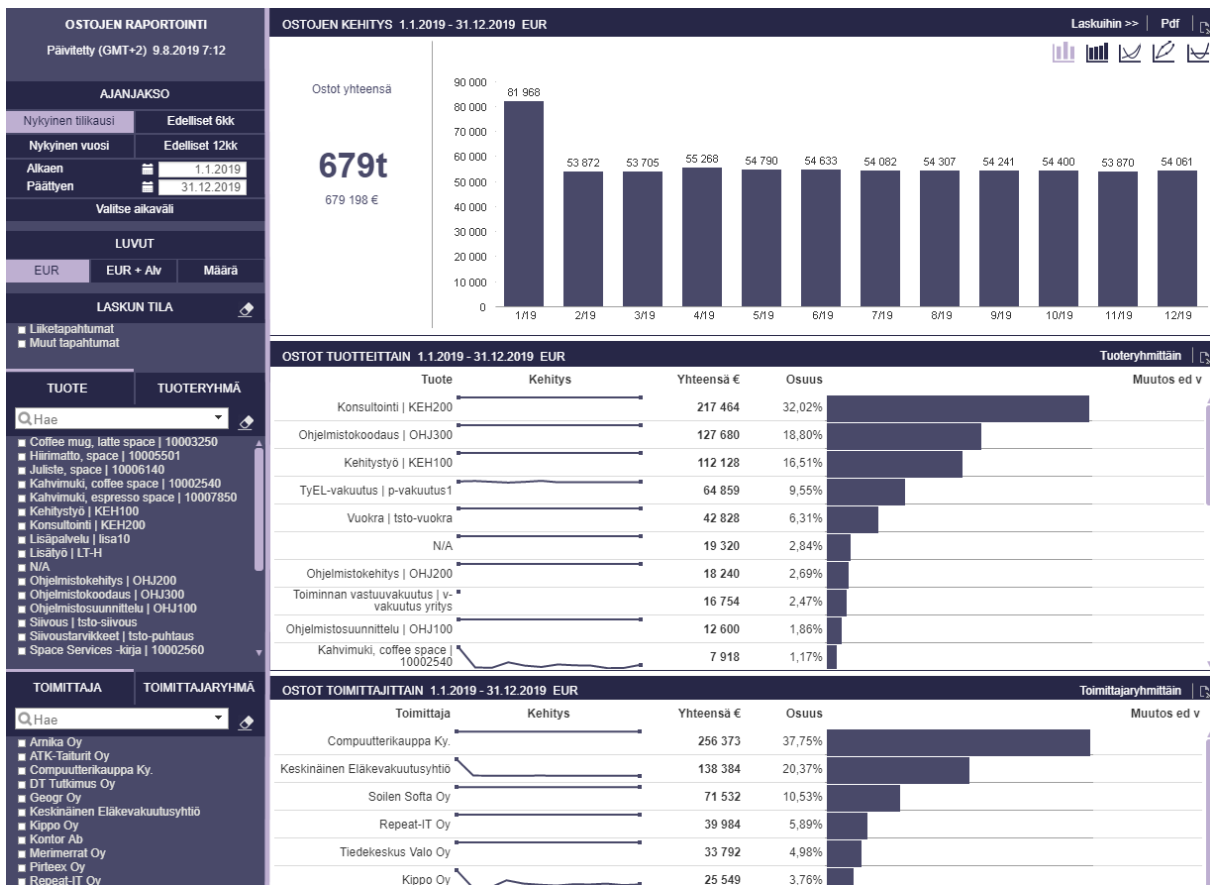 OSTOJEN RAPORTOINTI
Päivitetty (GMT+2) 9.8.2019 7:12
AJANJAKSO
Nykyinen tilikausi Edelliset 6kk
Nykyinen vuosi Edelliset 12kk
Alkaen 1.1.2019
Päättyen 31.12.2019
Valitse aikaväli
LUVUT
EUR EUR + Alv Määrä
LASKUN TILA
Liiketapahtumat
Muut tapahtumat
TUOTE TUOTERYHMÄ
Hae
Coffee mug, latte space | 10003250
Hiirimatto, space | 10005501
Juliste, space | 10006140
Kahvimuki, coffee space | 10002540
Kahvimuki, espresso space | 10007850
Kehitystyö | KEH100
Konsultointi | KEH200
Lisäpalvelu | lisa10
Lisätyö | LT-H
N/A
Ohjelmistokehitys | OHJ200
Ohjelmistokoodaus | OHJ300
Ohjelmistosuunnittelu | OHJ100
Siivous | tsto-siivous
Siivoustarvikkeet | tsto-puhtaus
Space Services -kirja | 10002560
TOIMITTAJA TOIMITTAJARYHMÄ
Hae
Arnika Oy
ATK-Taiturit Oy
Compuutterikauppa Ky.
DT Tutkimus Oy
Geogr Oy
Keskinäinen Eläkevakuutusyhtiö
Kippo Oy
Kontor Ab
Merimerrat Oy
Pirteex Oy
Repeat-IT Oy
OSTOJEN KEHITYS 1.1.2019 - 31.12.2019 EUR
Laskuihin >> Pdf
Ostot yhteensä
679t
679 198 €
90 000
80 000
70 000
60 000
50 000
40 000
30 000
20 000
10 000
0
81 968 53 872 53 705 55 268 54 790 54 633 54 082 54 307 54 241 54 400 53 870 54 061
1/19 2/19 3/19 4/19 5/19 6/19 7/19 8/19 9/19 10/19 11/19 12/19
OSTOT TUOTTEITTAIN 1.1.2019 - 31.12.2019 EUR Tuoteryhmittäin
Tuote Kehitys Yhteensä € Osuus Muutos ed v
Konsultointi | KEH200 217 464 32,02%
Ohjelmistokoodaus | OHJ300 127 680 18,80%
Kehitystyö | KEH100 112 128 16,51%
TyEL-vakuutus | p-vakuutus1 64 859 9,55%
Vuokra | tsto-vuokra 42 828 6,31%
N/A 19 320 2,84%
Ohjelmistokehitys | OHJ200 18 240 2,69%
Toiminnan vastuuvakuutus | v-
vakuutus yritys 16 754 2,47%
Ohjelmistosuunnittelu | OHJ100 12 600 1,86%
Kahvimuki, coffee space |
10002540 7 918 1,17%
OSTOT TOIMITTAJITTAIN 1.1.2019 - 31.12.2019 EUR Toimittajaryhmittäin
Toimittaja Kehitys Yhteensä € Osuus Muutos ed v
Compuutterikauppa Ky. 256 373 37,75%
Keskinäinen Eläkevakuutusyhtiö 138 384 20,37%
Soilen Softa Oy 71 532 10,53%
Repeat-IT Oy 39 984 5,89%
Tiedekeskus Valo Oy 33 792 4,98%
Kippo Oy 25 549 3,76%